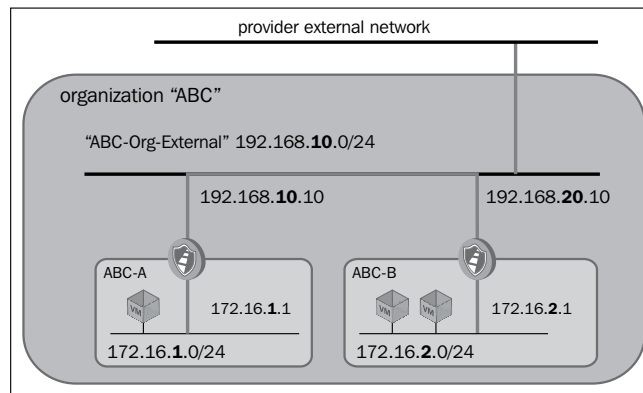 provider external network
organization “ABC”
“ABC-Org-External” 192.168.10.0/24
192.168.10.10
192.168.20.10
ABC-A
ABC-B
VM
172.16.1.1
VM
VM
172.16.2.1
172.16.1.0/24
172.16.2.0/24